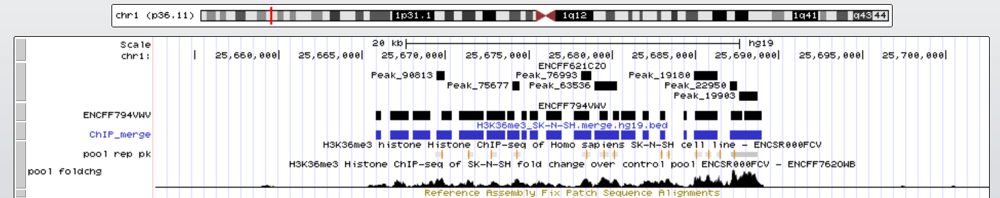 chr1 (p36.11) 1p31.1 1q12 1q41 q43 44
Scale 20 kb hg19
chr1: 25,660,000 25,665,000 25,670,000 25,675,000 25,680,000 25,685,000 25,690,000 25,695,000 25,700,000
ENCFF621CZO
Peak_90813 Peak_76993 Peak_19180
Peak_75677 Peak_63536 Peak_22950
Peak_19903
ENCFF794VWV
ENCFF794VWV
H3K36me3_SK-N-SH.merge.hg19.bed
ChIP_merge
H3K36me3 histone Histone ChIP-seq of Homo sapiens SK-N-SH cell line - ENCSR000FCV
pool rep pk
H3K36me3 Histone ChIP-seq of SK-N-SH fold change over control pool ENCSR000FCV - ENCFF762OWB
pool foldchg
Reference Assembly Fix Patch Sequence Alignments